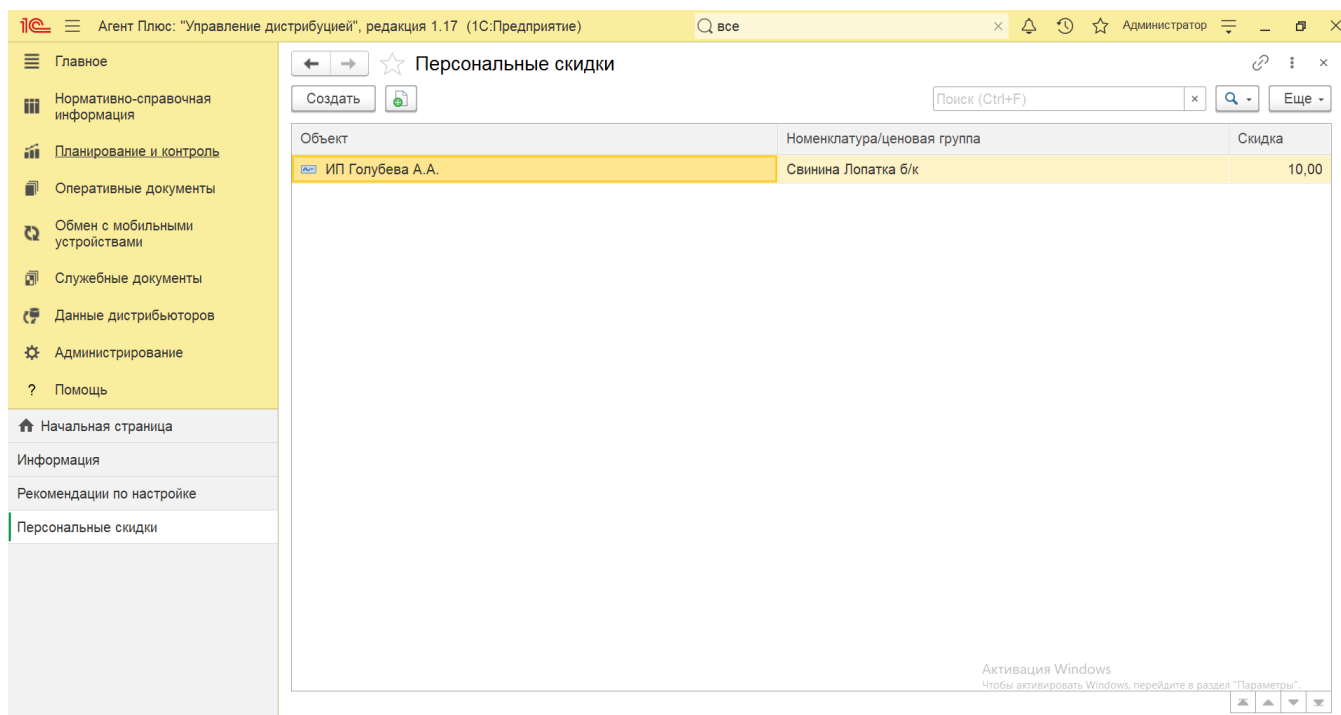 1С Агент Плюс: "Управление дистрибуцией", редакция 1.17 (1С:Предприятие) все Администратор
Главное
Нормативно-справочная
информация
Планирование и контроль
Оперативные документы
Обмен с мобильными
устройствами
Служебные документы
Данные дистрибьюторов
Администрирование
? Помощь
Начальная страница
Информация
Рекомендации по настройке
Персональные скидки
Персональные скидки
Создать Поиск (Ctrl+F) Еще
Объект Номенклатура/ценовая группа Скидка
ИП Голубева А.А. Свинина Лопатка б/к 10,00
Активация Windows
Чтобы активировать Windows, перейдите в раздел "Параметры".